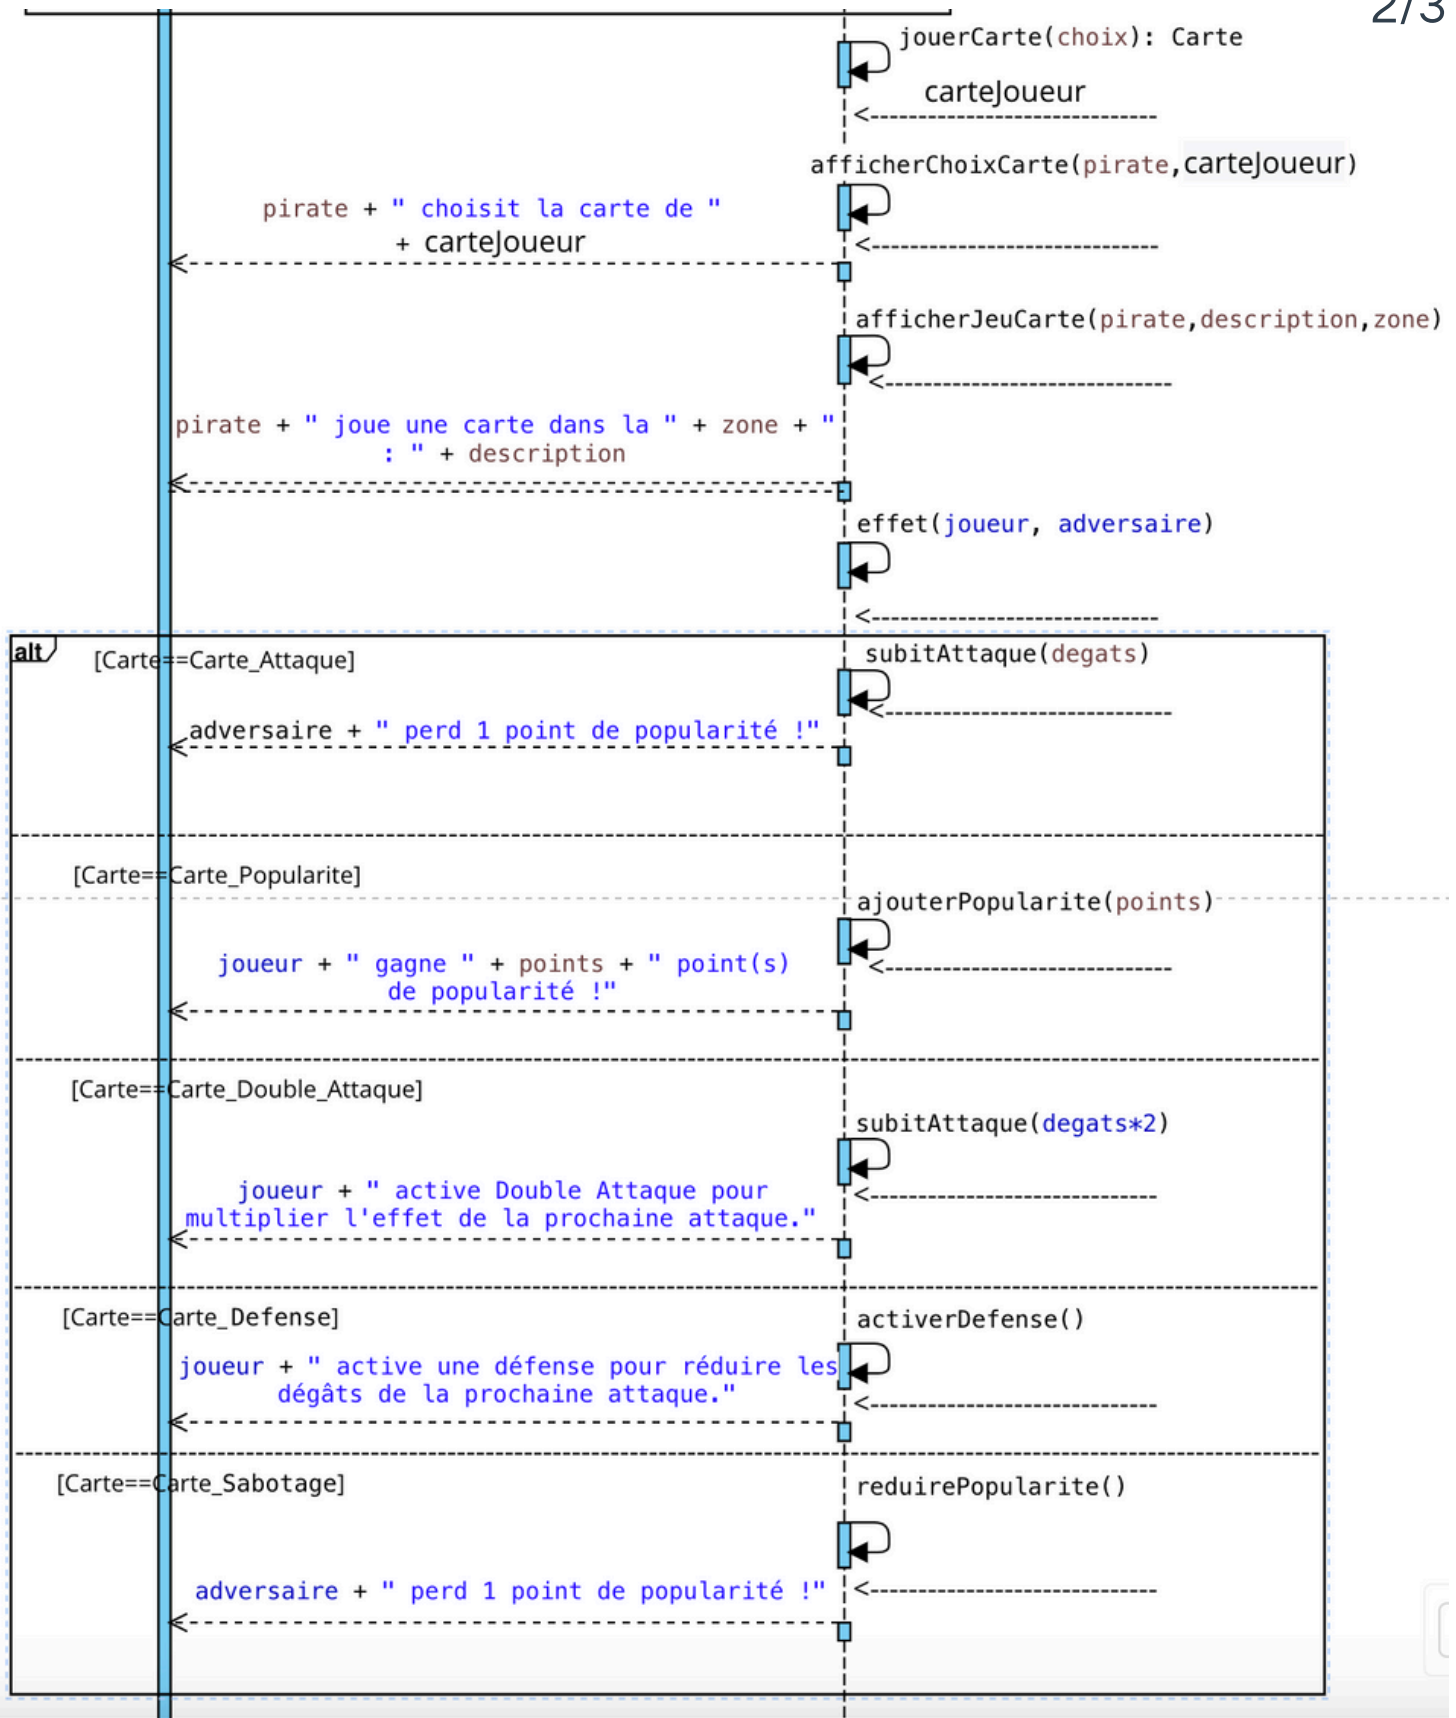 2/3
jouerCarte(choix): Carte
carteJoueur
afficherChoixCarte(pirate,carteJoueur)
pirate + " choisit la carte de "
+ carteJoueur
afficherJeuCarte(pirate,description,zone)
pirate + " joue une carte dans la " + zone + "
: " + description
effet(joueur, adversaire)
alt
[Carte==Carte_Attaque]
subitAttaque(degats)
adversaire + " perd 1 point de popularité !"
[Carte==Carte_Popularite]
ajouterPopularite(points)
joueur + " gagne " + points + " point(s)
de popularité !"
[Carte==Carte_Double_Attaque]
subitAttaque(degats*2)
joueur + " active Double Attaque pour
multiplier l'effet de la prochaine attaque."
[Carte==Carte_Defense]
activerDefense()
joueur + " active une défense pour réduire les
dégâts de la prochaine attaque."
[Carte==Carte_Sabotage]
reduirePopularite()
adversaire + " perd 1 point de popularité !"